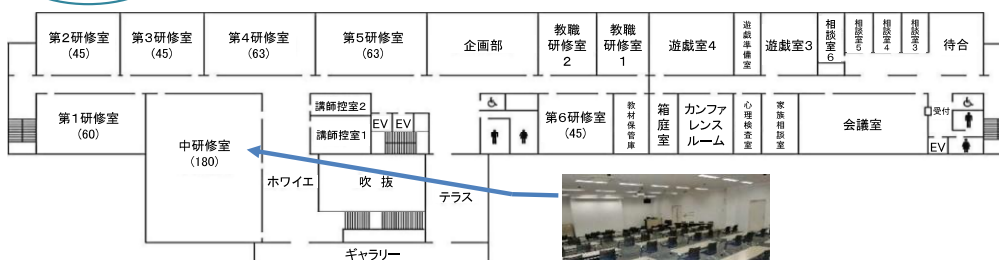 第2研修室
(45)
第3研修室
(45)
第4研修室
(63)
第5研修室
(63)
企画部
教職
研修室
2
教職
研修室
1
遊戯室4
遊戯準備室
遊戯室3
相談室6
相談室5
相談室4
相談室3
待合
第1研修室
(60)
中研修室
(180)
講師控室2
講師控室1
EV
EV
第6研修室
(45)
教材保管庫
箱庭室
カンファ
レンス
ルーム
心理検査室
家族相談室
会議室
受付
EV
ホワイエ
吹 抜
テラス
ギャラリー